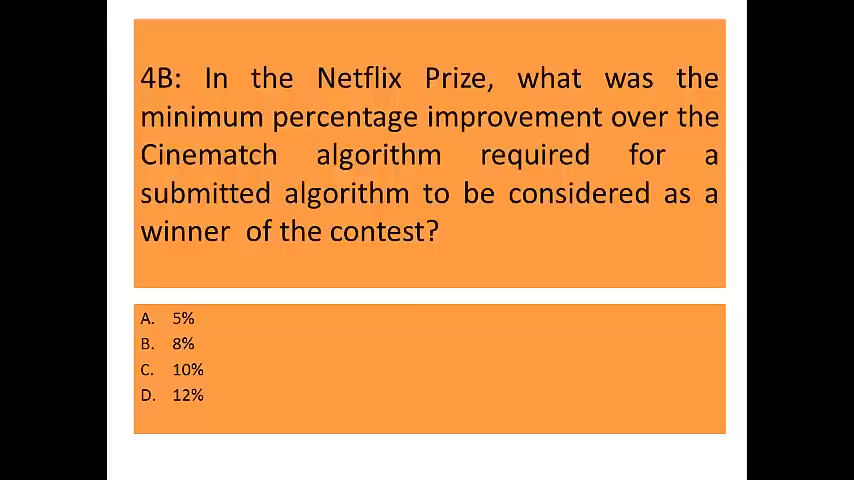 4B: In the Netflix Prize, what was the
minimum percentage improvement over the
Cinematch algorithm required for a
submitted algorithm to be considered as a
winner of the contest?
A. 5%
B. 8%
C. 10%
D. 12%